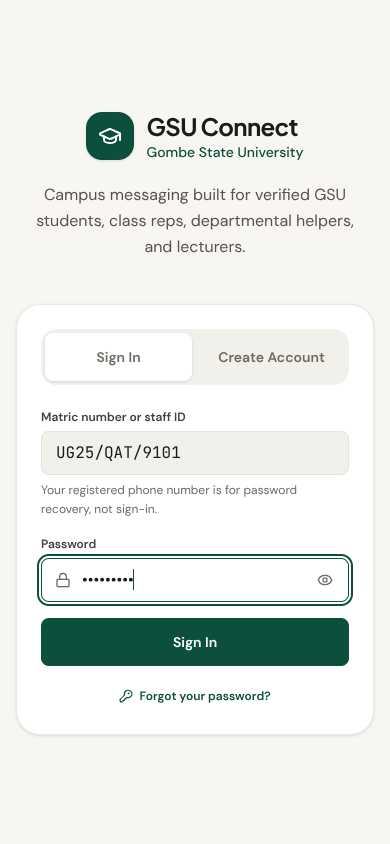 GSU Connect
Gombe State University
Campus messaging built for verified GSU
students, class reps, departmental helpers,
and lecturers.
Sign In
Create Account
Matric number or staff ID
UG25/QAT/9101
Your registered phone number is for password
recovery, not sign-in.
Password
•••••••••
Sign In
Forgot your password?